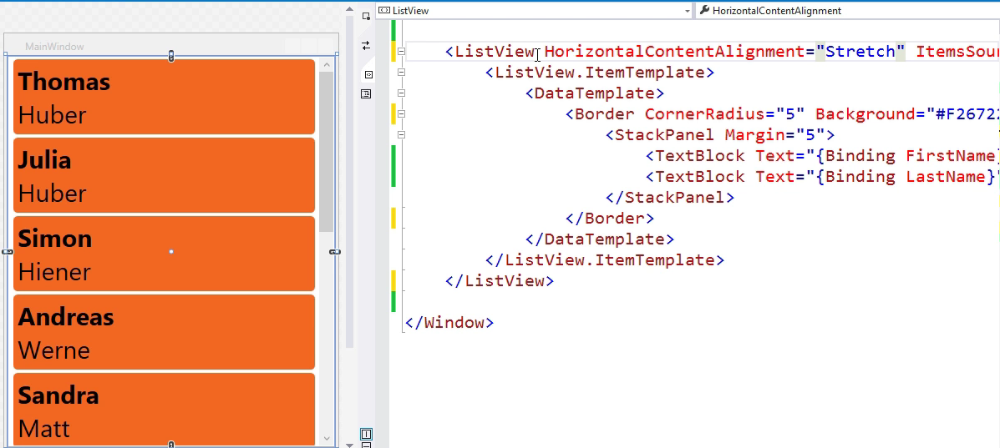 ListView
HorizontalContentAlignment
MainWindow
Thomas
Huber
Julia
Huber
Simon
Hiener
Andreas
Werne
Sandra
Matt
<ListView HorizontalContentAlignment="Stretch" ItemsSour
<ListView.ItemTemplate>
<DataTemplate>
<Border CornerRadius="5" Background="#F26722
<StackPanel Margin="5">
<TextBlock Text="{Binding FirstName}
<TextBlock Text="{Binding LastName}"
</StackPanel>
</Border>
</DataTemplate>
</ListView.ItemTemplate>
</ListView>
</Window>